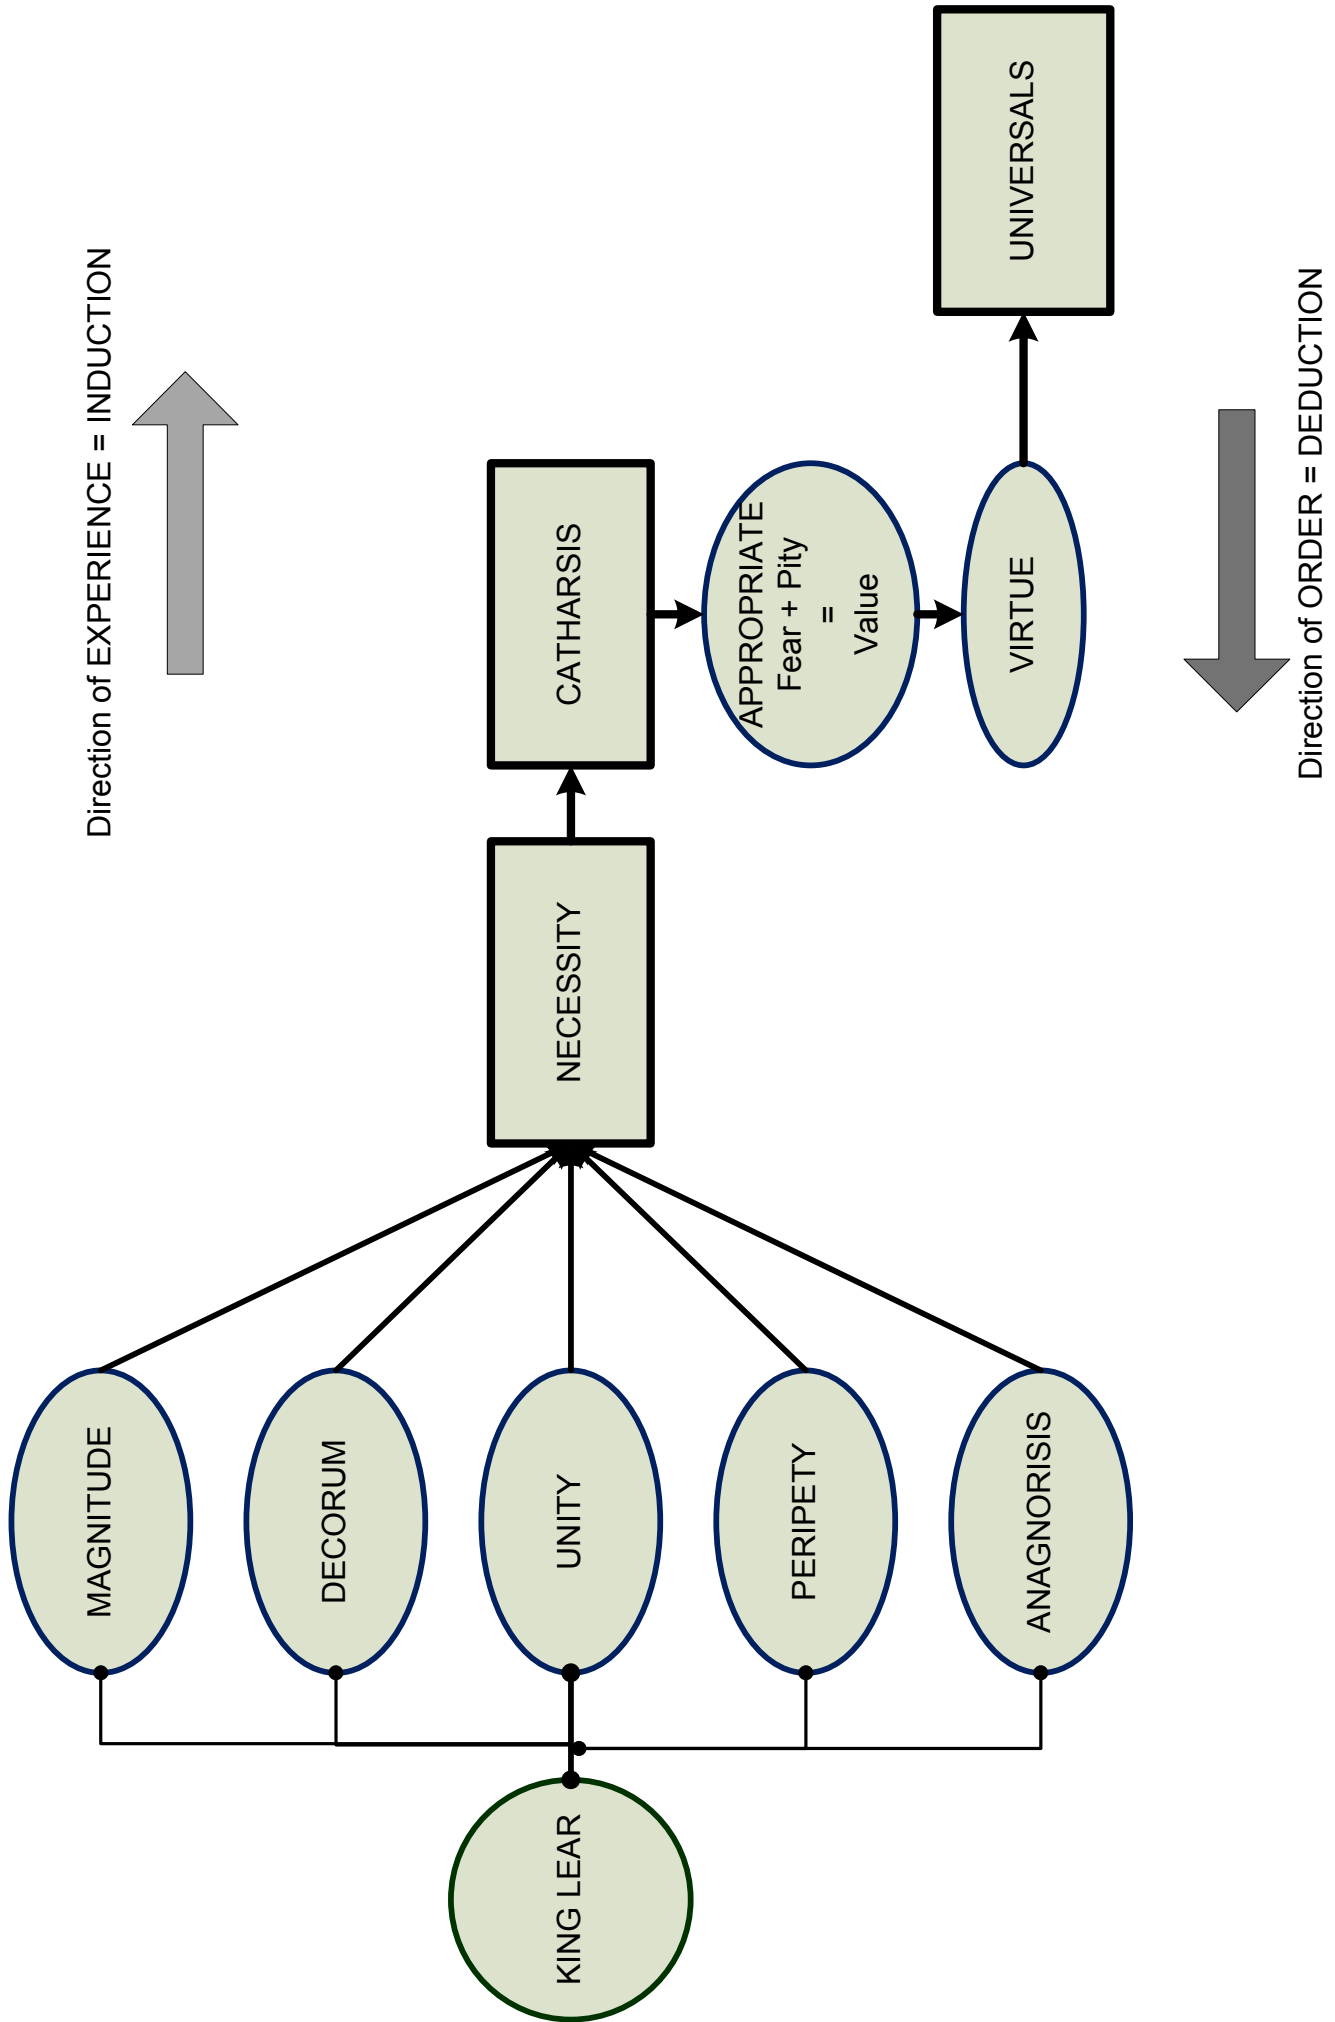 Direction of EXPERIENCE = INDUCTION
MAGNITUDE
DECORUM
KING LEAR
UNITY
NECESSITY
CATHARSIS
APPROPRIATE
Fear + Pity
=
Value
PERIPETY
ANAGNORISIS
VIRTUE
UNIVERSALS
Direction of ORDER = DEDUCTION